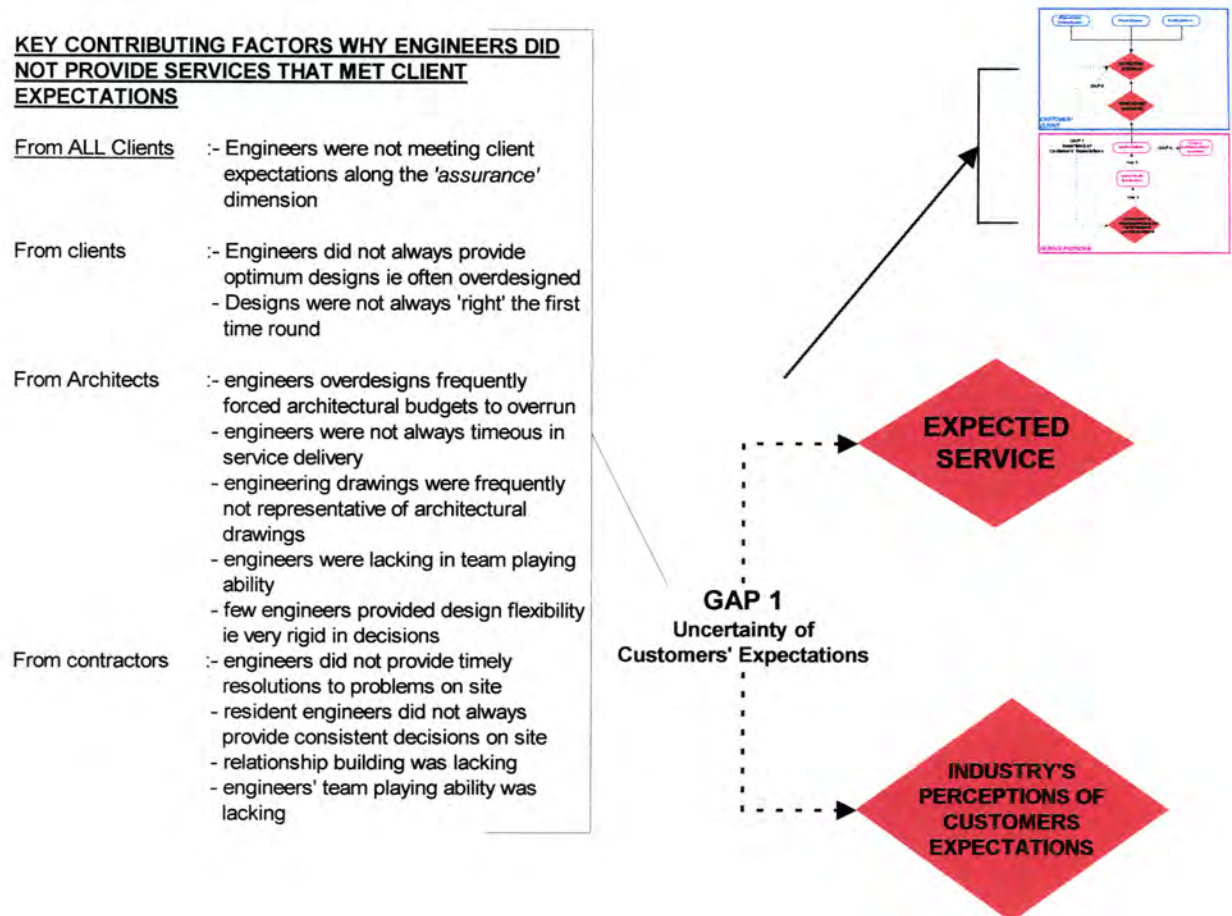 KEY CONTRIBUTING FACTORS WHY ENGINEERS DID
NOT PROVIDE SERVICES THAT MET CLIENT
EXPECTATIONS
From ALL Clients :- Engineers were not meeting client
expectations along the 'assurance'
dimension
From clients :- Engineers did not always provide
optimum designs ie often overdesigned
- Designs were not always 'right' the first
time round
From Architects :- engineers overdesigns frequently
forced architectural budgets to overrun
- engineers were not always timeous in
service delivery
- engineering drawings were frequently
not representative of architectural
drawings
- engineers were lacking in team playing
ability
- few engineers provided design flexibility
ie very rigid in decisions
From contractors :- engineers did not provide timely
resolutions to problems on site
- resident engineers did not always
provide consistent decisions on site
- relationship building was lacking
- engineers' team playing ability was
lacking
EXPECTED
SERVICE
GAP 1
Uncertainty of
Customers' Expectations
INDUSTRY'S
PERCEPTIONS OF
CUSTOMERS
EXPECTATIONS